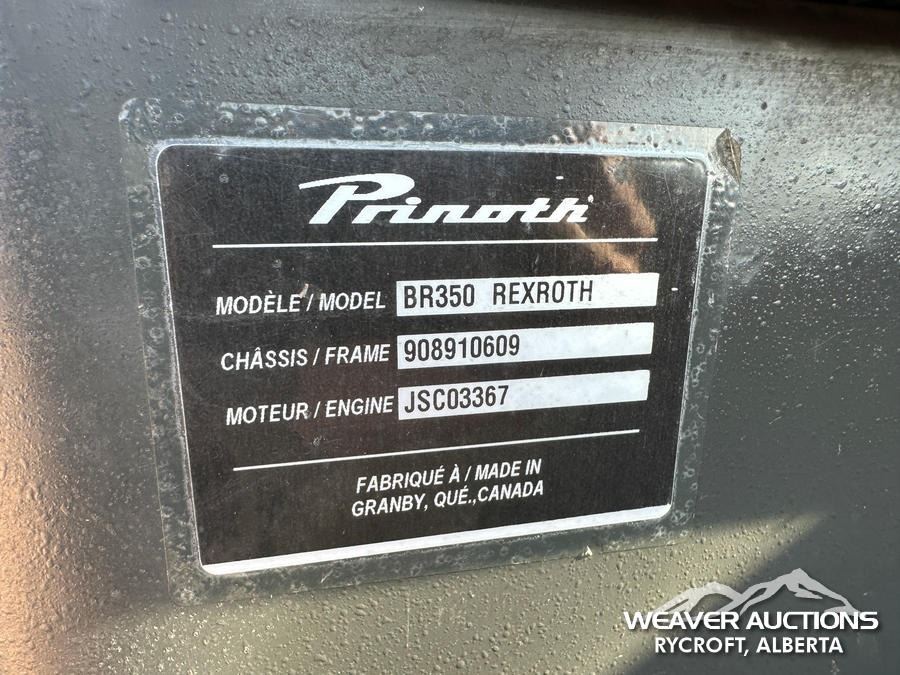 Prinoth
MODÈLE / MODEL BR350 REXROTH
CHÂSSIS / FRAME 908910609
MOTEUR / ENGINE JSC03367
FABRIQUÉ À / MADE IN
GRANBY, QUÉ., CANADA
WEAVER AUCTIONS
RYCROFT, ALBERTA